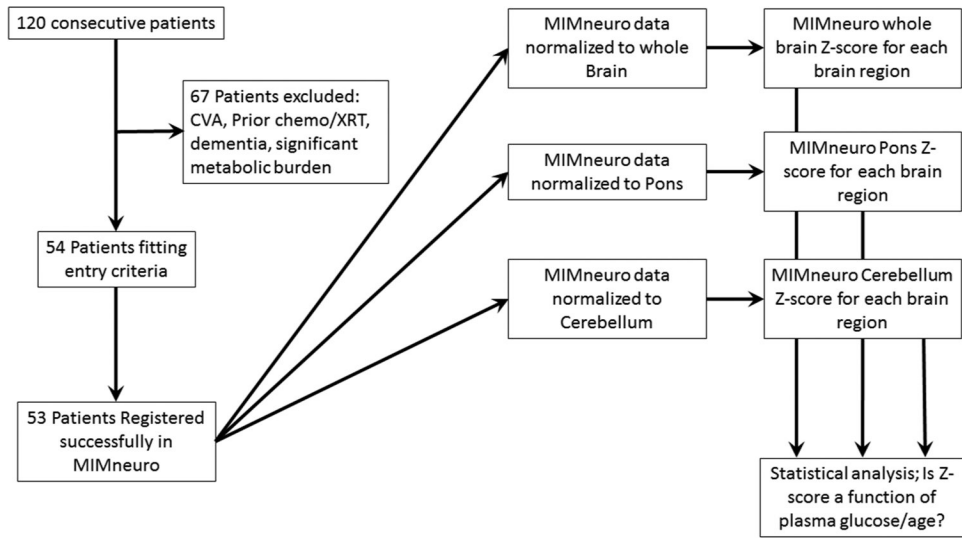 120 consecutive patients
67 Patients excluded:
CVA, Prior chemo/XRT,
dementia, significant
metabolic burden
54 Patients fitting
entry criteria
53 Patients Registered
successfully in
MIMneuro
MIMneuro data
normalized to whole
Brain
MIMneuro whole
brain Z-score for each
brain region
MIMneuro data
normalized to Pons
MIMneuro Pons Z-
score for each brain
region
MIMneuro data
normalized to
Cerebellum
MIMneuro Cerebellum
Z-score for each brain
region
Statistical analysis; Is Z-
score a function of
plasma glucose/age?